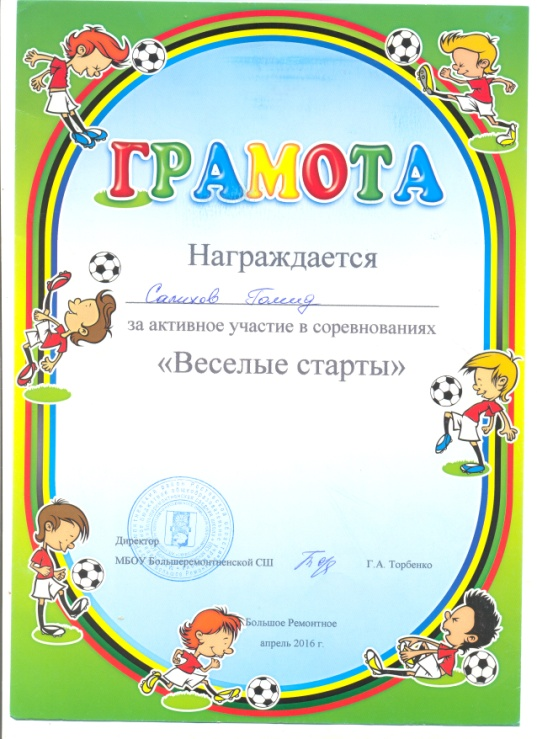 ГРАМОТА
Награждается
Салихов Гамид
за активное участие в соревнованиях
«Веселые старты»
Директор
МБОУ Большеремонтненской СШ Г.А. Торбенко
Большое Ремонтное
апрель 2016 г.